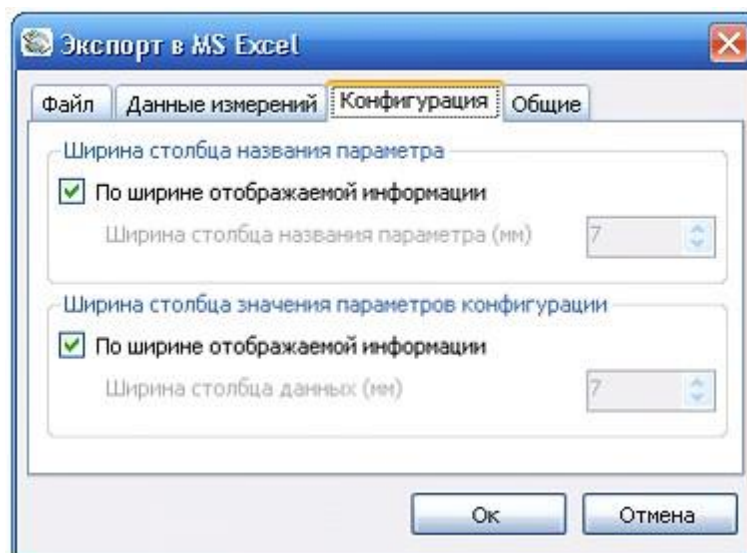 Экспорт в MS Excel
Файл Данные измерений Конфигурация Общие
Ширина столбца названия параметра
По ширине отображаемой информации
Ширина столбца названия параметра (мм) 7
Ширина столбца значения параметров конфигурации
По ширине отображаемой информации
Ширина столбца данных (мм) 7
Ок Отмена